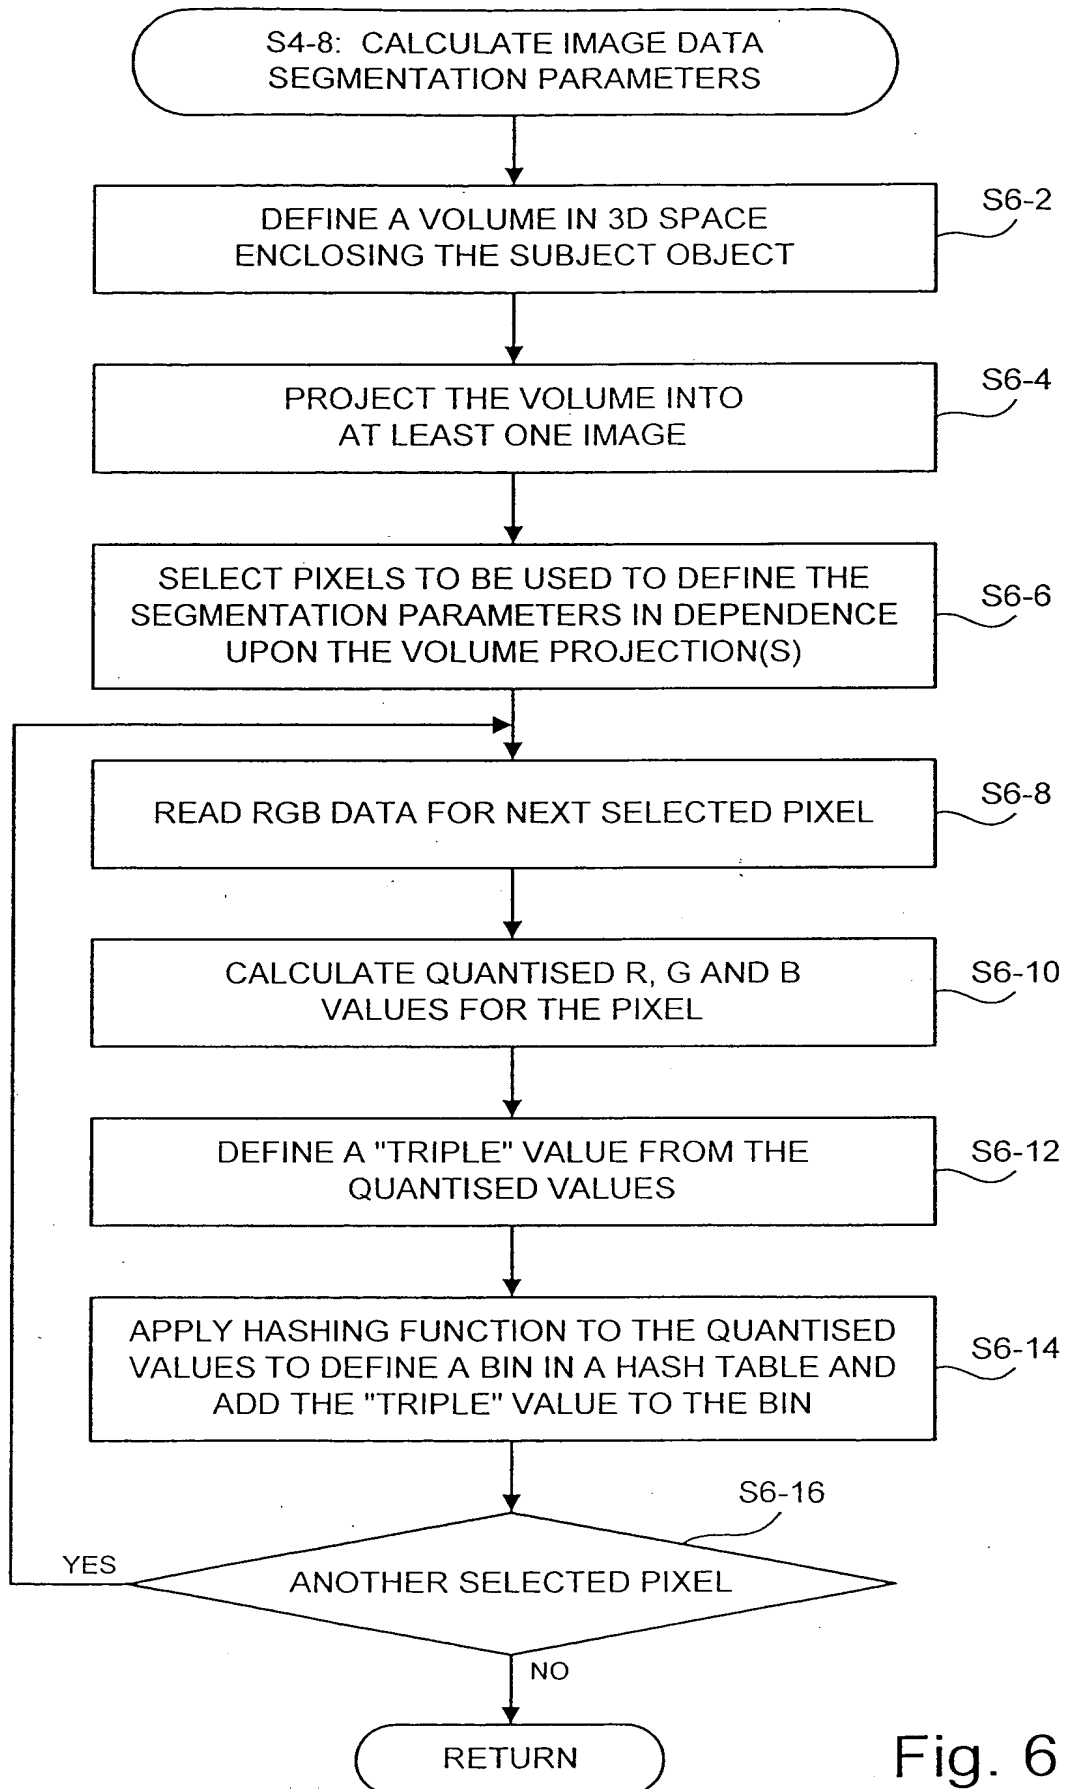 S4-8: CALCULATE IMAGE DATA
SEGMENTATION PARAMETERS
S6-2
DEFINE A VOLUME IN 3D SPACE
ENCLOSING THE SUBJECT OBJECT
S6-4
PROJECT THE VOLUME INTO
AT LEAST ONE IMAGE
SELECT PIXELS TO BE USED TO DEFINE THE
S6-6
SEGMENTATION PARAMETERS IN DEPENDENCE
UPON THE VOLUME PROJECTION(S)
S6-8
READ RGB DATA FOR NEXT SELECTED PIXEL
S6-10
CALCULATE QUANTISED R, G AND B
VALUES FOR THE PIXEL
S6-12
DEFINE A "TRIPLE" VALUE FROM THE
QUANTISED VALUES
APPLY HASHING FUNCTION TO THE QUANTISED
S6-14
VALUES TO DEFINE A BIN IN A HASH TABLE AND
ADD THE "TRIPLE" VALUE TO THE BIN
S6-16
YES
ANOTHER SELECTED PIXEL
NO
RETURN
Fig. 6